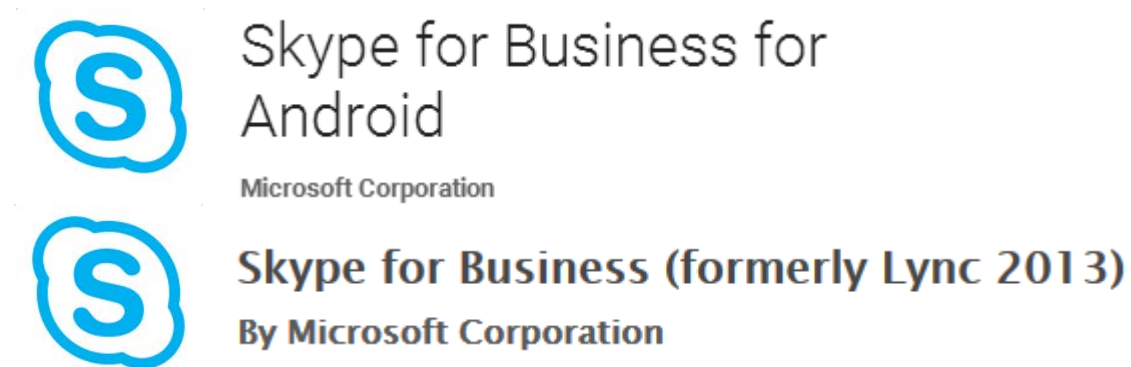 Skype for Business for
Android
Microsoft Corporation
Skype for Business (formerly Lync 2013)
By Microsoft Corporation